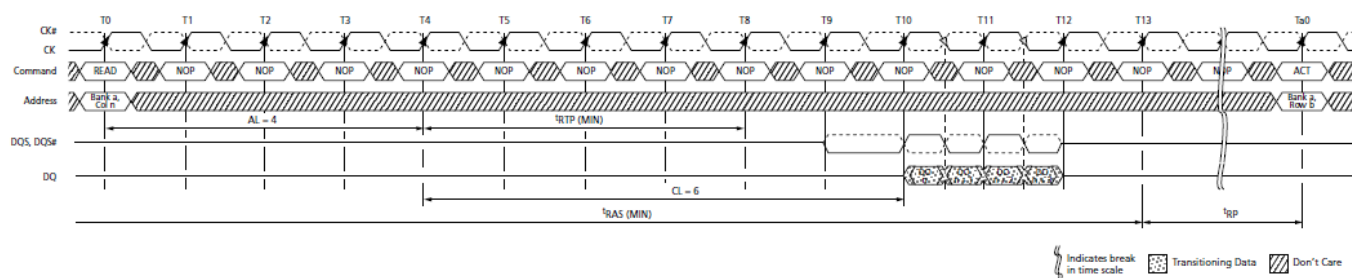 T0 T1 T2 T3 T4 T5 T6 T7 T8 T9 T10 T11 T12 T13 Ta0
CK#
CK
Command READ NOP NOP NOP NOP NOP NOP NOP NOP NOP NOP NOP NOP NOP NOP ACT
Address Bank a, Col n Bank a, Row b
AL = 4 tRTP (MIN)
DQS, DQS#
DQ
CL = 6
tRAS (MIN) tRP
Indicates break in time scale Transitioning Data Don't Care